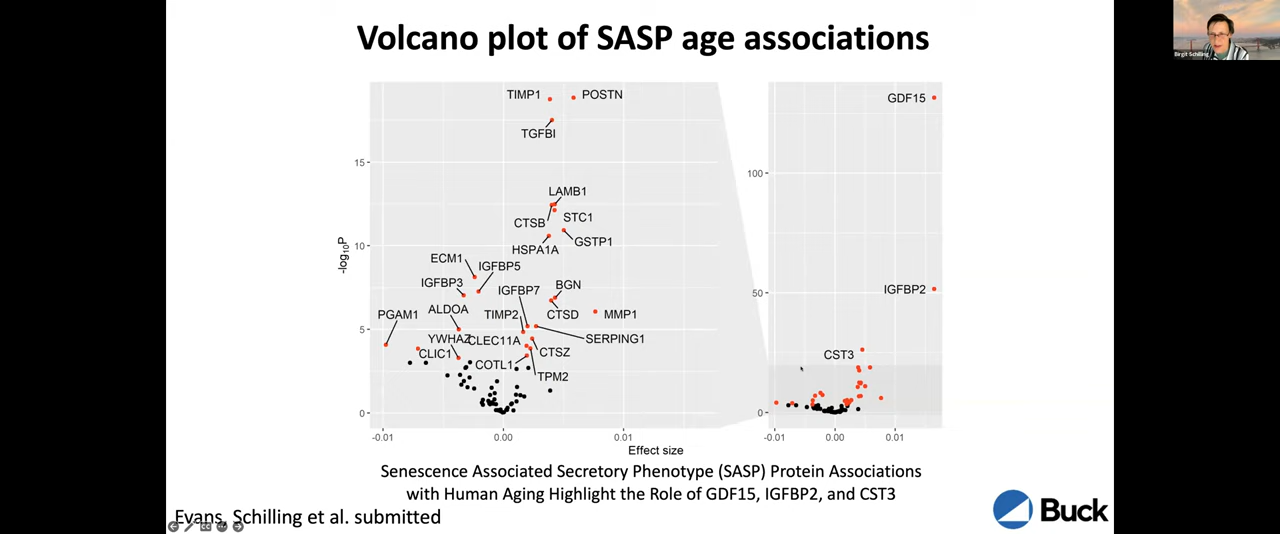 Volcano plot of SASP age associations
Birgit Schilling
TIMP1
POSTN
TGFBI
LAMB1
STC1
CTSB
GSTP1
HSPA1A
ECM1
IGFBP5
IGFBP3
IGFBP7
BGN
ALDOA
TIMP2
CTSD
MMP1
PGAM1
YWHAZ
CLEC11A
SERPING1
CLIC1
CTSZ
COTL1
TPM2
15
10
5
0
-log10P
-0.01
0.00
0.01
GDF15
100
IGFBP2
50
CST3
0
-0.01
0.00
0.01
Effect size
Senescence Associated Secretory Phenotype (SASP) Protein Associations
with Human Aging Highlight the Role of GDF15, IGFBP2, and CST3
Evans, Schilling et al. submitted
Buck